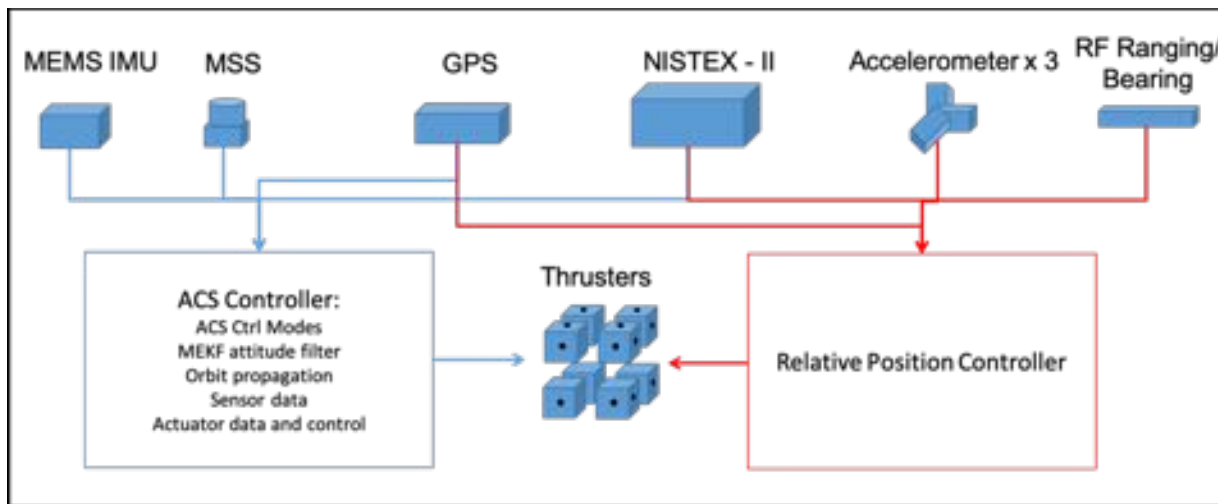 MEMS IMU
MSS
GPS
NISTEX - II
Accelerometer x 3
RF Ranging/
Bearing
ACS Controller:
ACS Ctrl Modes
MEKF attitude filter
Orbit propagation
Sensor data
Actuator data and control
Thrusters
Relative Position Controller